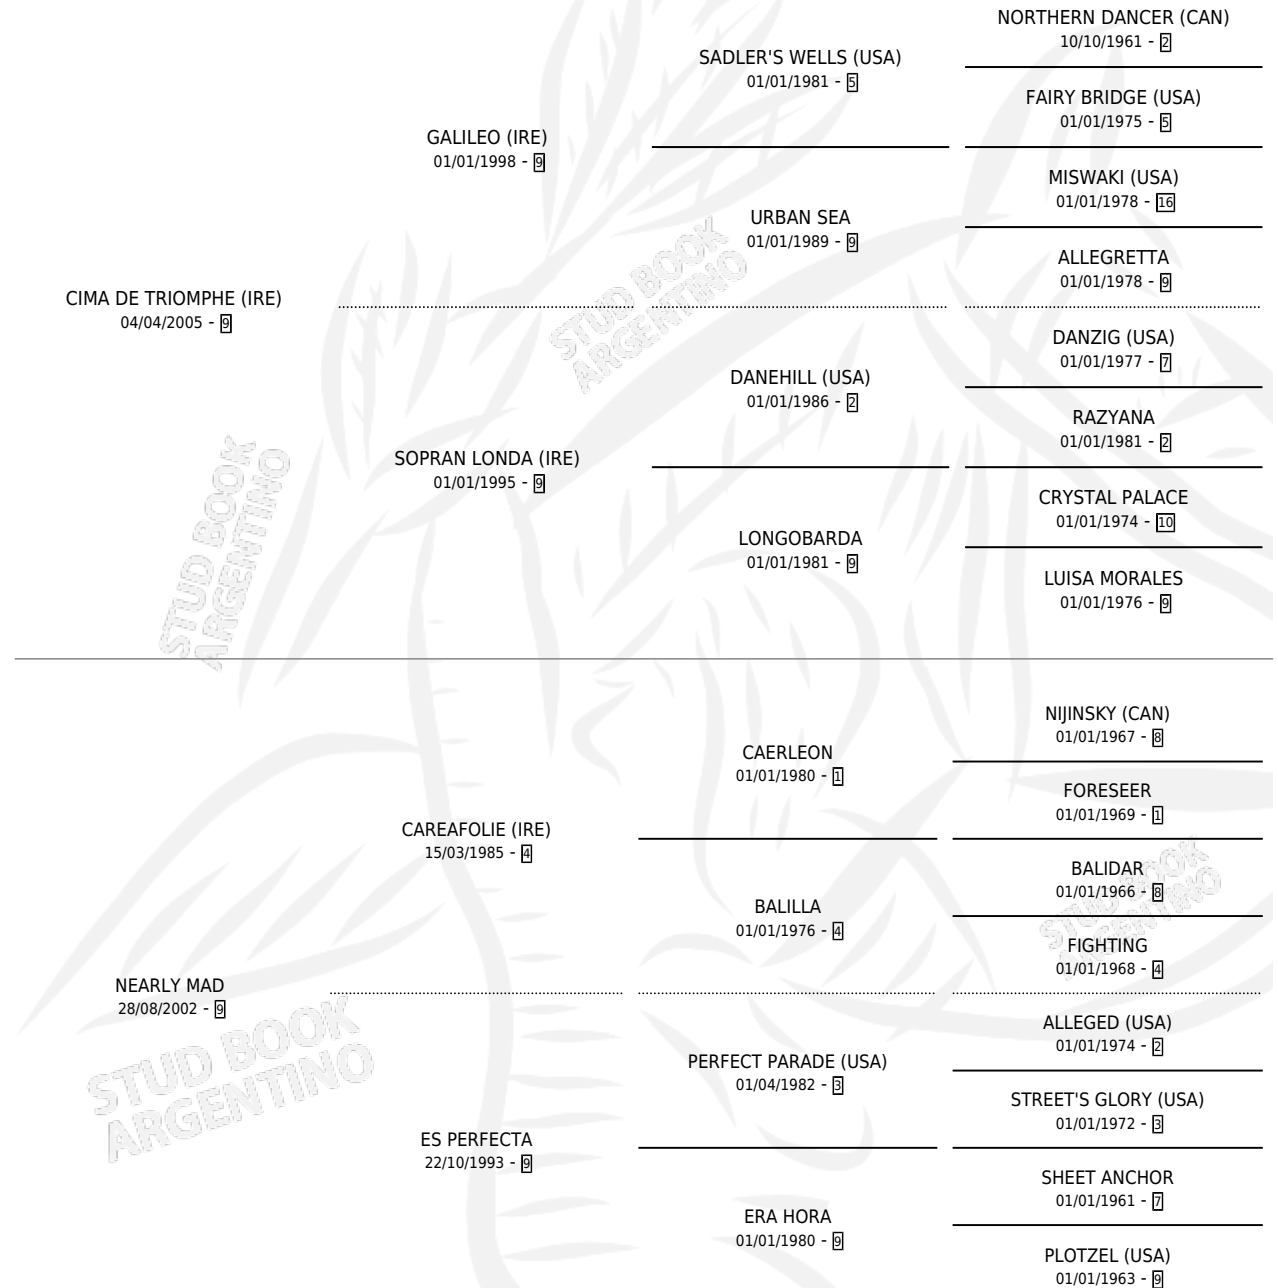 NORTHERN DANCER (CAN)
10/10/1961 - 2
SADLER'S WELLS (USA)
01/01/1981 - 5
FAIRY BRIDGE (USA)
01/01/1975 - 5
GALILEO (IRE)
01/01/1998 - 9
MISWAKI (USA)
01/01/1978 - 16
URBAN SEA
01/01/1989 - 9
ALLEGRETTA
01/01/1978 - 9
CIMA DE TRIOMPHE (IRE)
04/04/2005 - 9
DANZIG (USA)
01/01/1977 - 7
DANEHILL (USA)
01/01/1986 - 2
RAZYANA
01/01/1981 - 2
SOPRAN LONDA (IRE)
01/01/1995 - 9
CRYSTAL PALACE
01/01/1974 - 10
LONGOBARDA
01/01/1981 - 9
LUISA MORALES
01/01/1976 - 9
NIJINSKY (CAN)
01/01/1967 - 8
CAERLEON
01/01/1980 - 1
FORESEER
01/01/1969 - 1
CAREAFOLIE (IRE)
15/03/1985 - 4
BALIDAR
01/01/1966 - 8
BALILLA
01/01/1976 - 4
FIGHTING
01/01/1968 - 4
NEARLY MAD
28/08/2002 - 9
ALLEGED (USA)
01/01/1974 - 2
PERFECT PARADE (USA)
01/04/1982 - 3
STREET'S GLORY (USA)
01/01/1972 - 3
ES PERFECTA
22/10/1993 - 9
SHEET ANCHOR
01/01/1961 - 7
ERA HORA
01/01/1980 - 9
PLOTZEL (USA)
01/01/1963 - 9
STUD BOOK
ARGENTINO
STUD BOOK
ARGENTINO
STUD BOOK
ARGENTINO
STUD BOOK
ARGENTINO